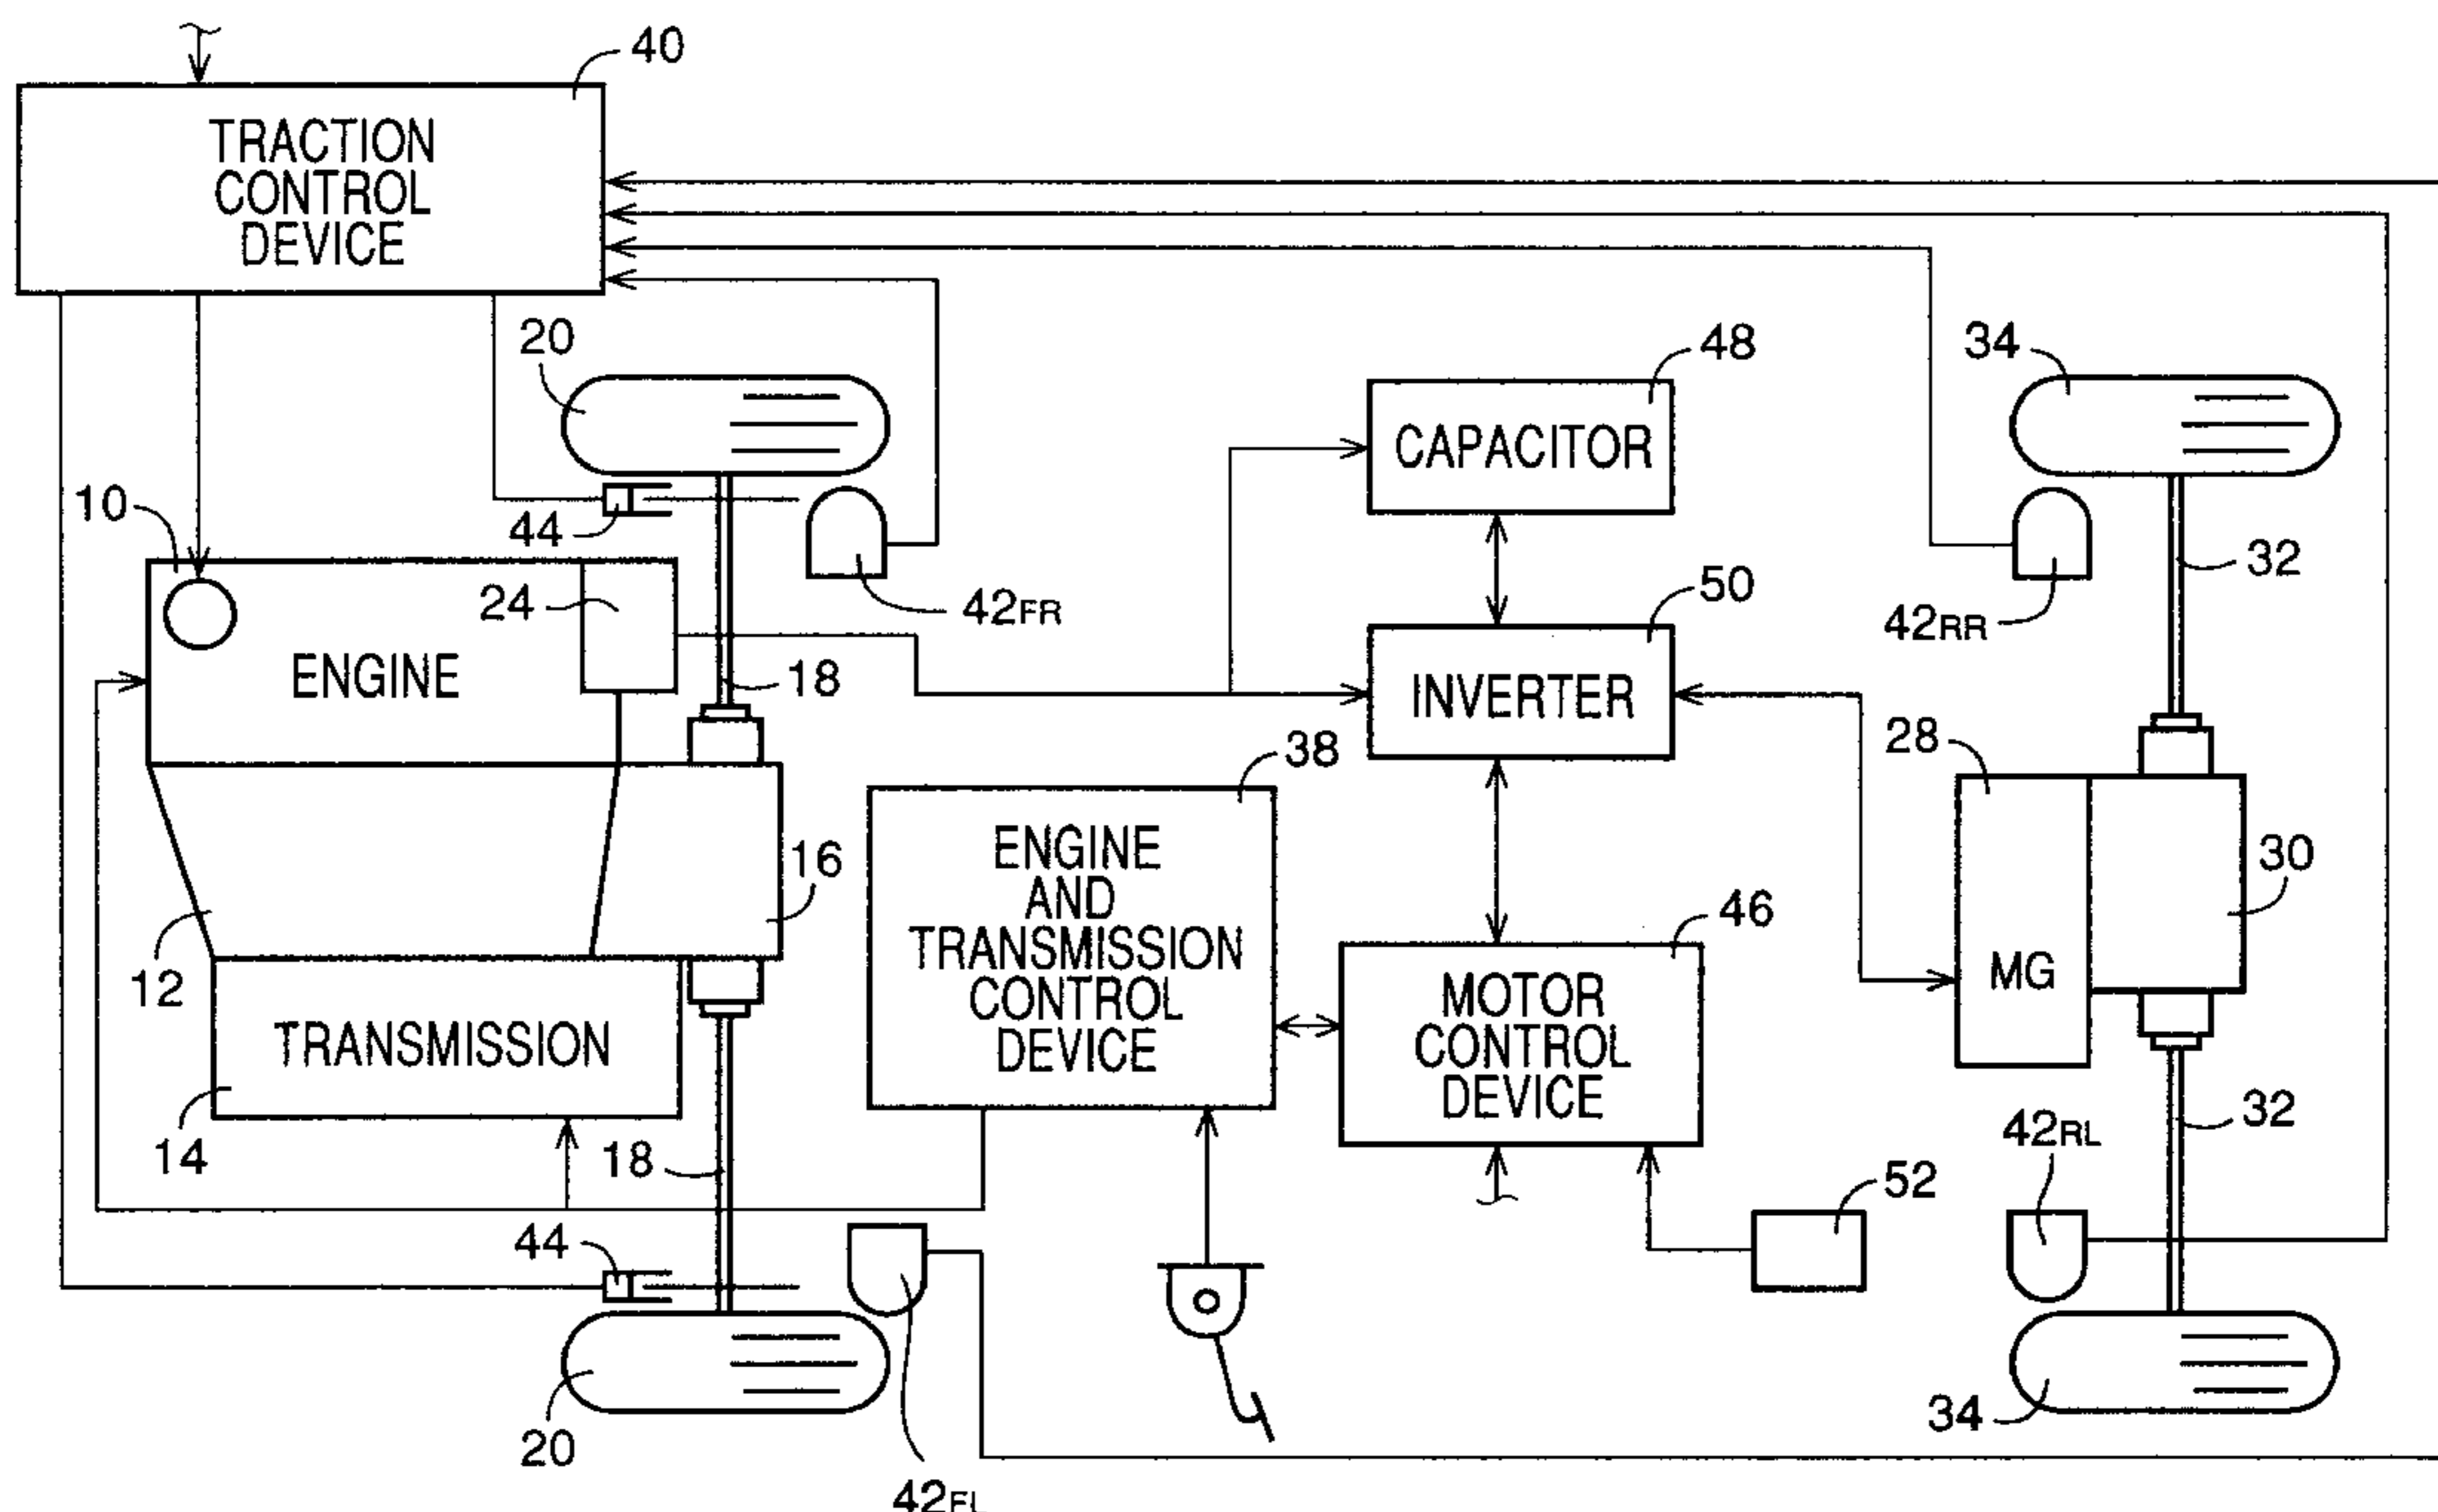 40
TRACTION
CONTROL
DEVICE
20
48
34
CAPACITOR
10
44
24
42FR
50
32
42RR
ENGINE
18
INVERTER
28
38
16
ENGINE
AND
TRANSMISSION
CONTROL
DEVICE
46
30
12
MG
MOTOR
CONTROL
DEVICE
TRANSMISSION
14
18
32
42RL
52
44
20
34
42FL